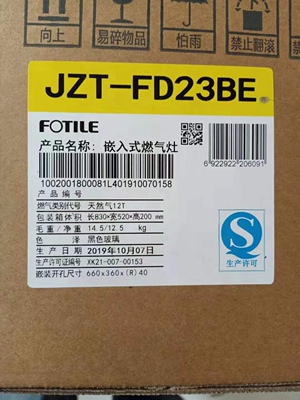 向上
易碎物品
怕雨
禁止翻滚
JZT-FD23BE
FOTILE
产品名称: 嵌入式燃气灶
6 922922 206091
1002001800081L401910070158
产品编号
燃气类别代号 天然气12T
包装箱体积 长830×宽520×高200 mm
毛重/净重 14.5/12.5 kg
色泽 黑色玻璃
生产日期 2019年10月07日
生产许可证编号 XK21-007-00153
嵌装开孔尺寸 660x360x(R)40
生产许可